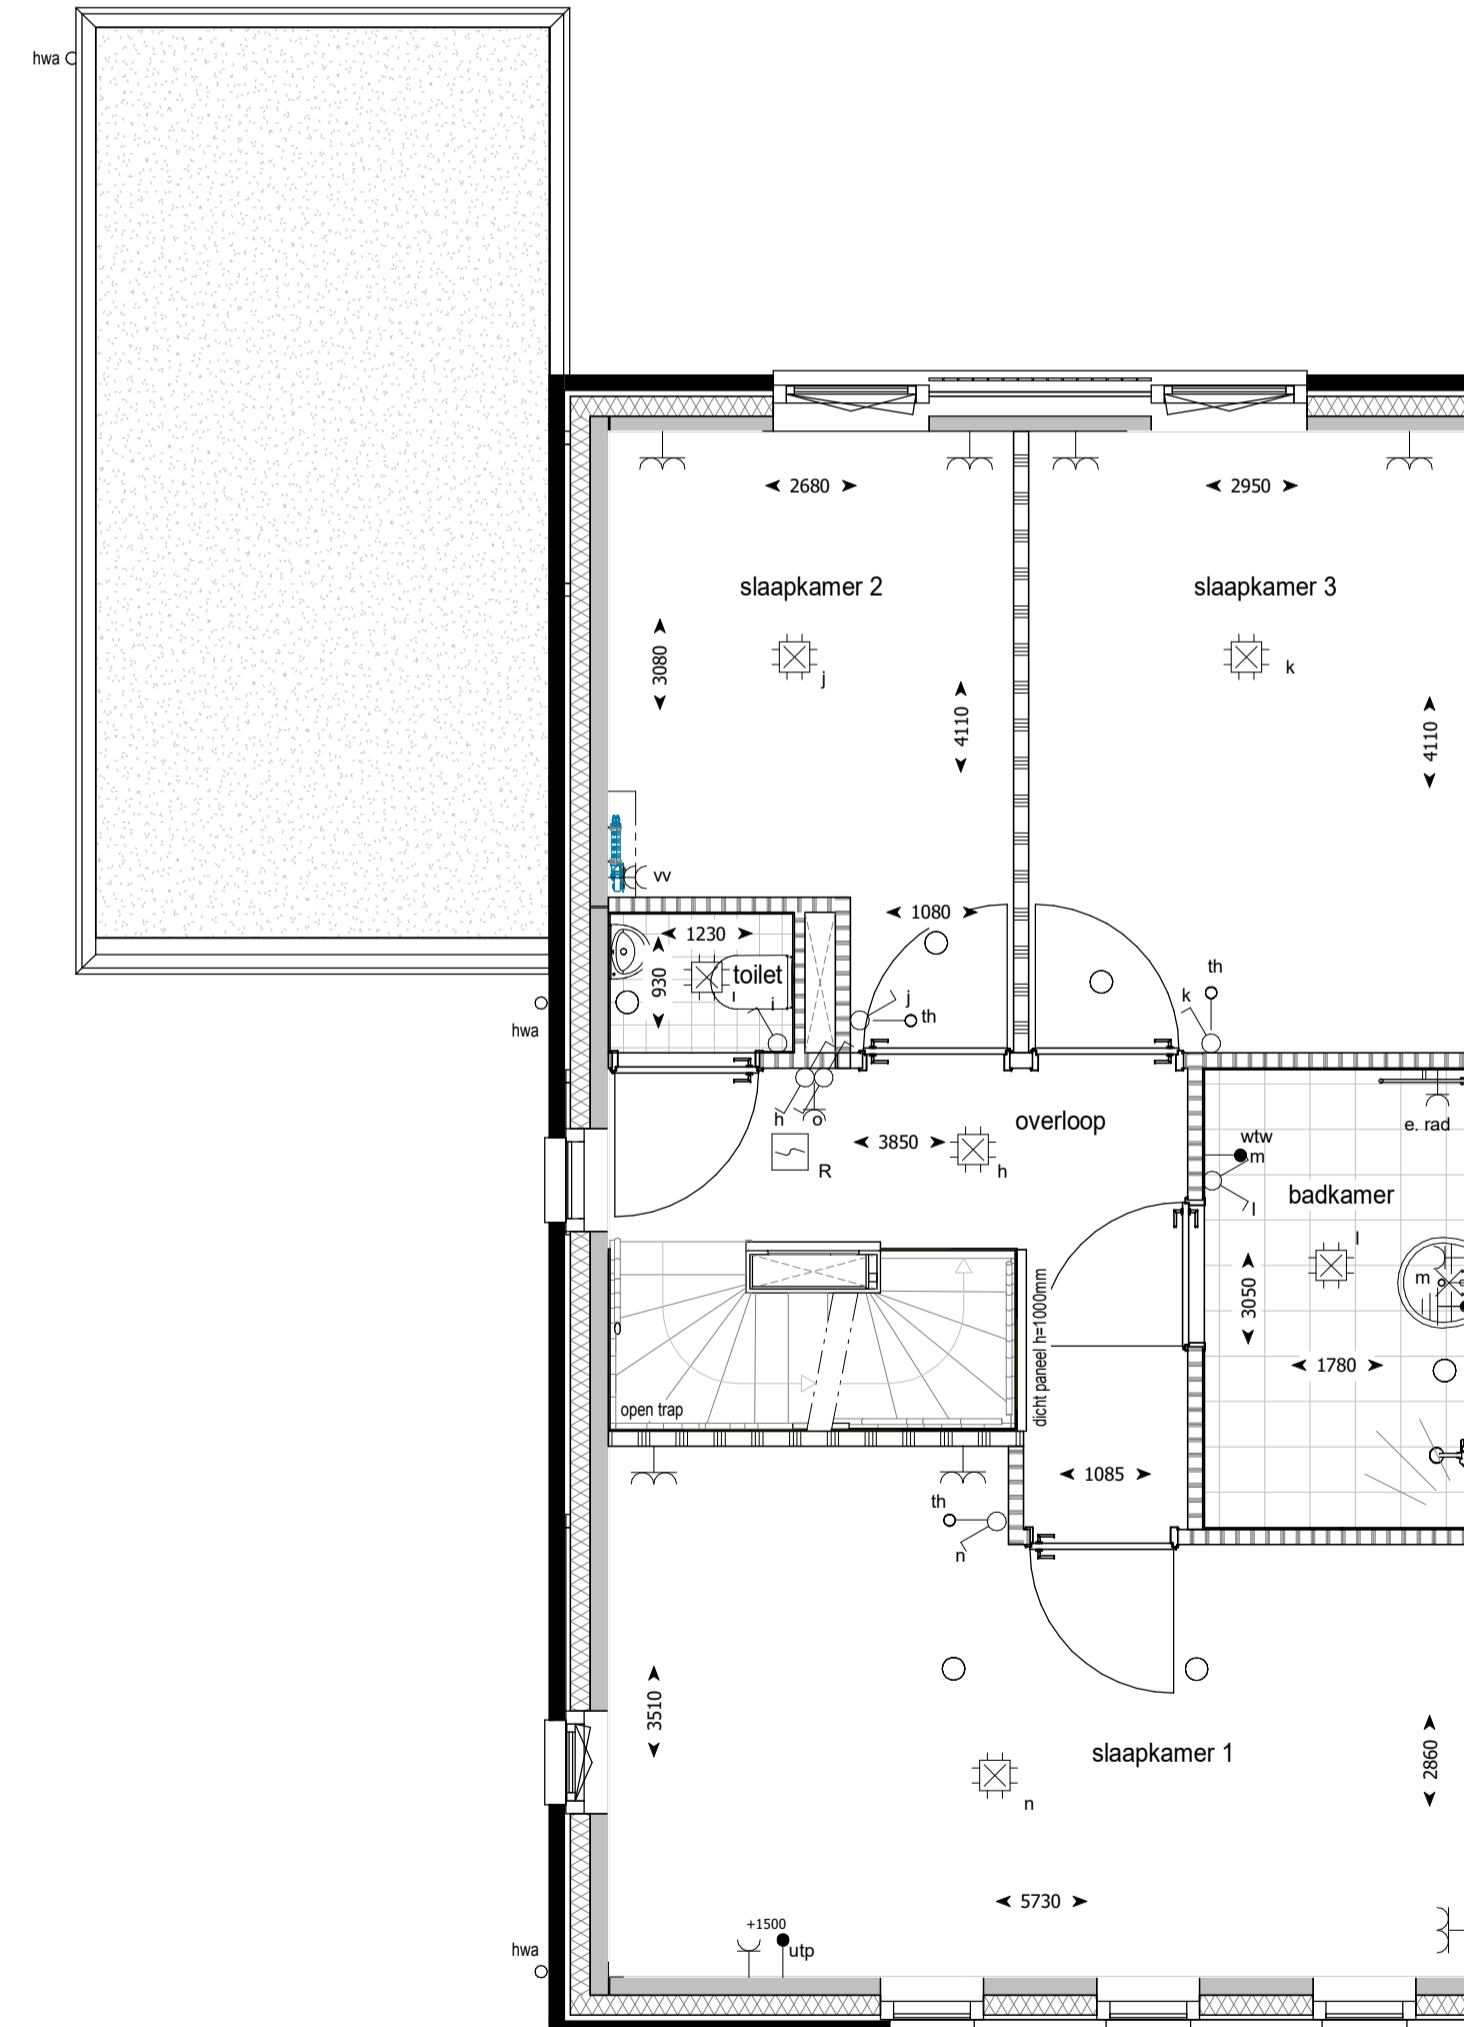 hwa
2680
2950
slaapkamer 2
slaapkamer 3
3080
j
k
4110
4110
vv
1080
1230
930
toilet
i
i
j
th
k
th
hwa
h
o
overloop
3850
h
R
e. rad
wtw
m
l
badkamer
l
m
3050
1780
0
dicht paneel h=1000mm
open trap
1085
th
n
3510
slaapkamer 1
2860
n
5730
+1500
utp
hwa